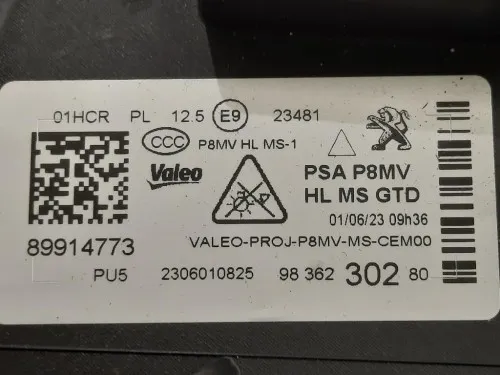 01HCR PL 12.5 E9 23481
CCC P8MV HL MS-1
Valeo PSA P8MV
HL MS GTD
01/06/23 09h36
89914773 VALEO-PROJ-P8MV-MS-CEM00
PU5 2306010825 98 362 302 80